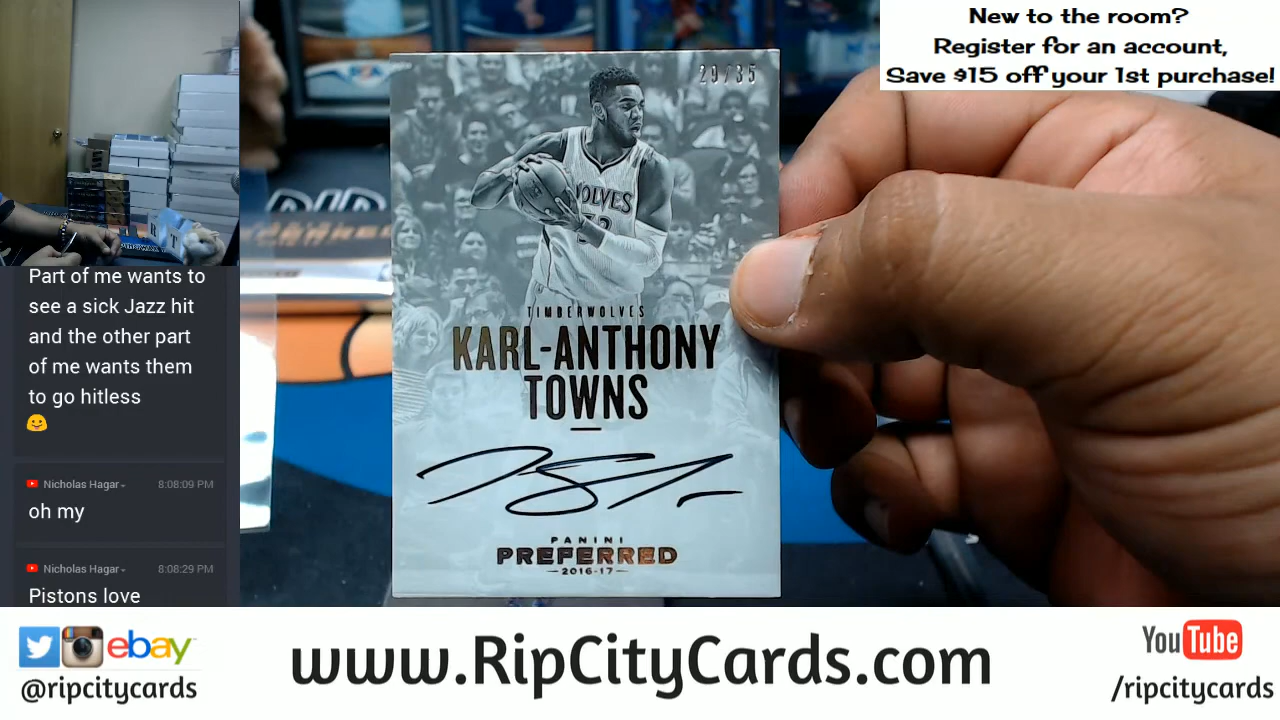 New to the room?
Register for an account,
Save $15 off your 1st purchase!
WOLVES
TIMBERWOLVES
KARL-ANTHONY
TOWNS
PANINI
PREFERRED
2016-17
Part of me wants to
see a sick Jazz hit
and the other part
of me wants them
to go hitless
Nicholas Hagar
8:08:09 PM
oh my
Nicholas Hagar
8:08:29 PM
Pistons love
ebay
@ripcitycards
www.RipCityCards.com
YouTube
/ripcitycards